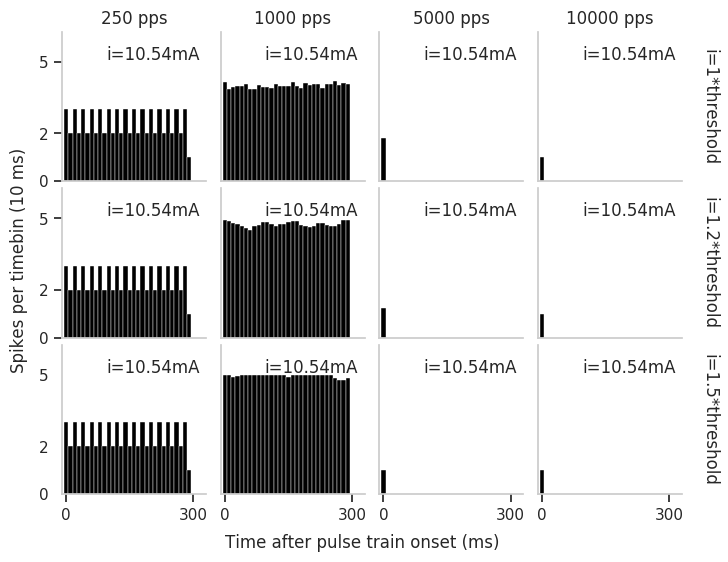 250 pps 1000 pps 5000 pps 10000 pps
i=10.54mA i=10.54mA i=10.54mA i=10.54mA
5
2
0
i=1*threshold
i=10.54mA i=10.54mA i=10.54mA i=10.54mA
5
2
0
i=1.2*threshold
i=10.54mA i=10.54mA i=10.54mA i=10.54mA
5
2
0
i=1.5*threshold
Spikes per timebin (10 ms)
0 300 0 300 0 300 0 300
Time after pulse train onset (ms)